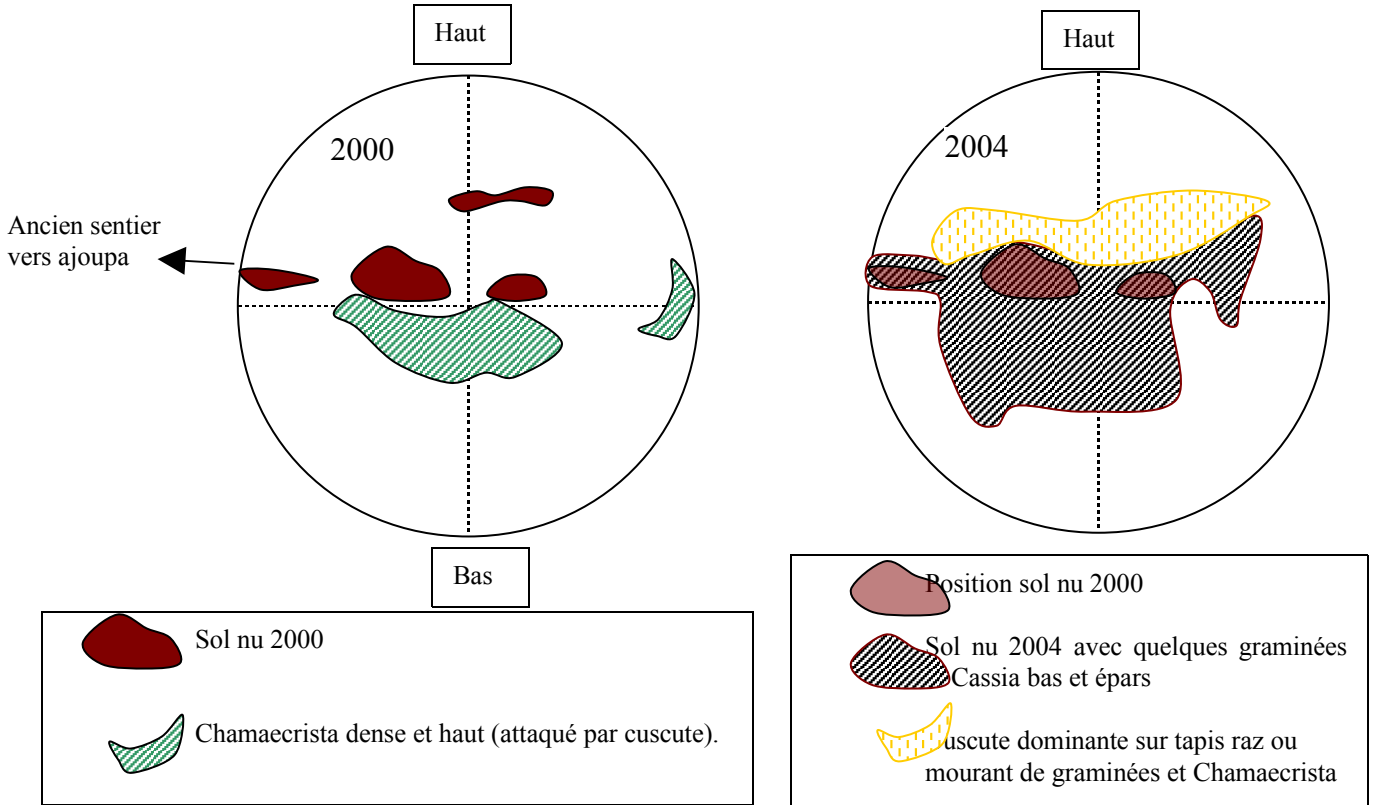 Haut
2000
Ancien sentier
vers ajoupa
Bas
Sol nu 2000
Chamaecrista dense et haut (attaqué par cuscute).
Haut
2004
Position sol nu 2000
Sol nu 2004 avec quelques graminées
Cassia bas et épars
dominante sur tapis raz ou
mourant de graminées et Chamaecrista